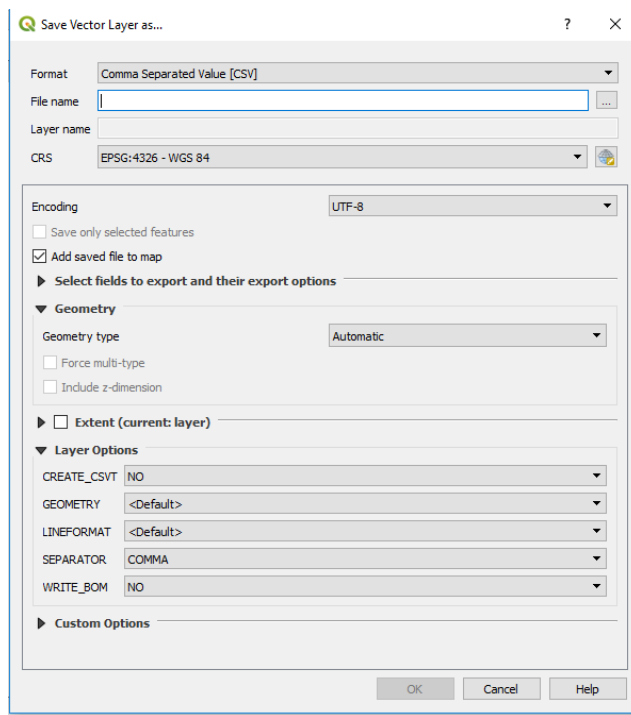 Save Vector Layer as...
?
Format
Comma Separated Value [CSV]
File name
...
Layer name
CRS
EPSG:4326 - WGS 84
Encoding
UTF-8
Save only selected features
Add saved file to map
Select fields to export and their export options
Geometry
Geometry type
Automatic
Force multi-type
Include z-dimension
Extent (current: layer)
Layer Options
CREATE_CSVT NO
GEOMETRY <Default>
LINEFORMAT <Default>
SEPARATOR COMMA
WRITE_BOM NO
Custom Options
OK Cancel Help